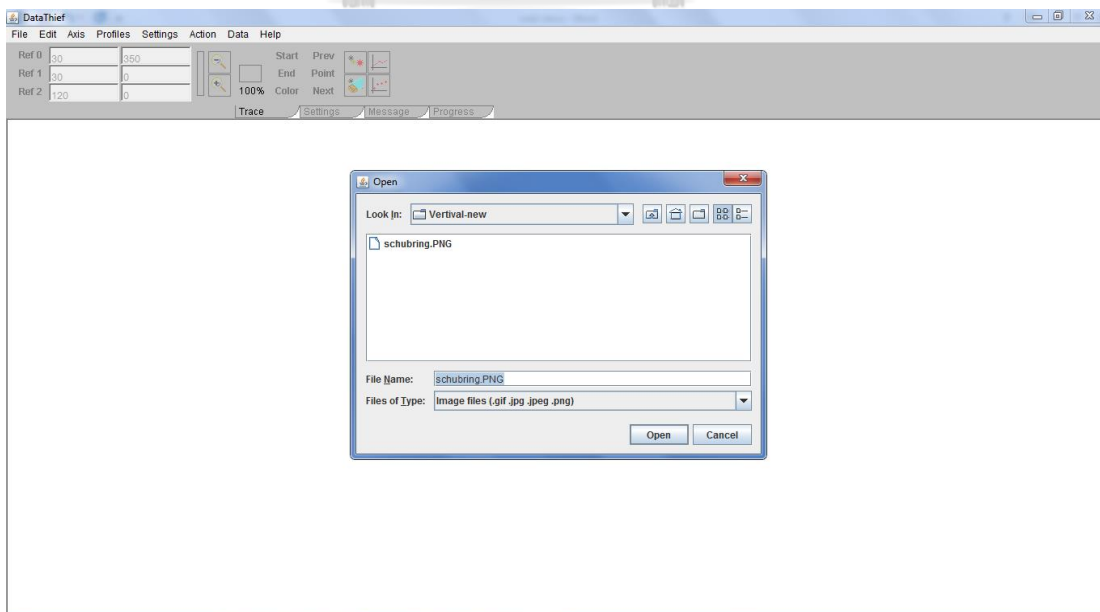 DataThief
File Edit Axis Profiles Settings Action Data Help
Ref 0 30 350 Start Prev
Ref 1 30 0 End Point
Ref 2 120 0 100% Color Next
Trace Settings Message Progress
Open
Look In: Vertival-new
schubring.PNG
File Name: schubring.PNG
Files of Type: Image files (.gif .jpg .jpeg .png)
Open Cancel